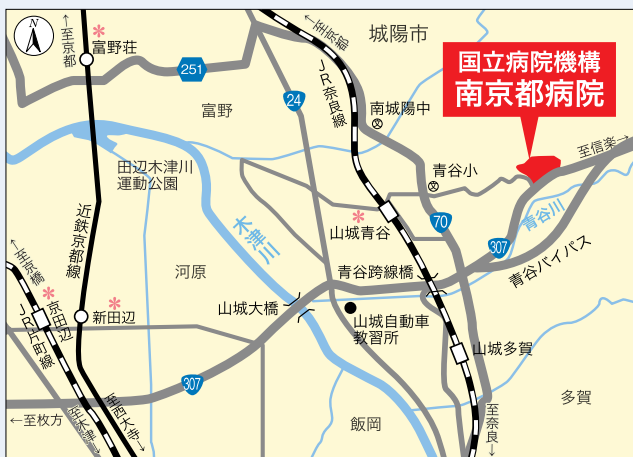 N
←至京都
富野荘
251
富野
←至京都
24
JR奈良線
城陽市
国立病院機構
南京都病院
南城陽中
文
至信楽→
青谷小
文
田辺木津川
運動公園
近鉄京都線
木津川
山城青谷
70
青谷川
307
青谷バイパス
←至京橋
河原
青谷跨線橋
京田辺
JR片町線
新田辺
山城大橋
山城自動車
教習所
山城多賀
307
←至枚方
至木津→
至西大寺→
飯岡
至奈良→
多賀